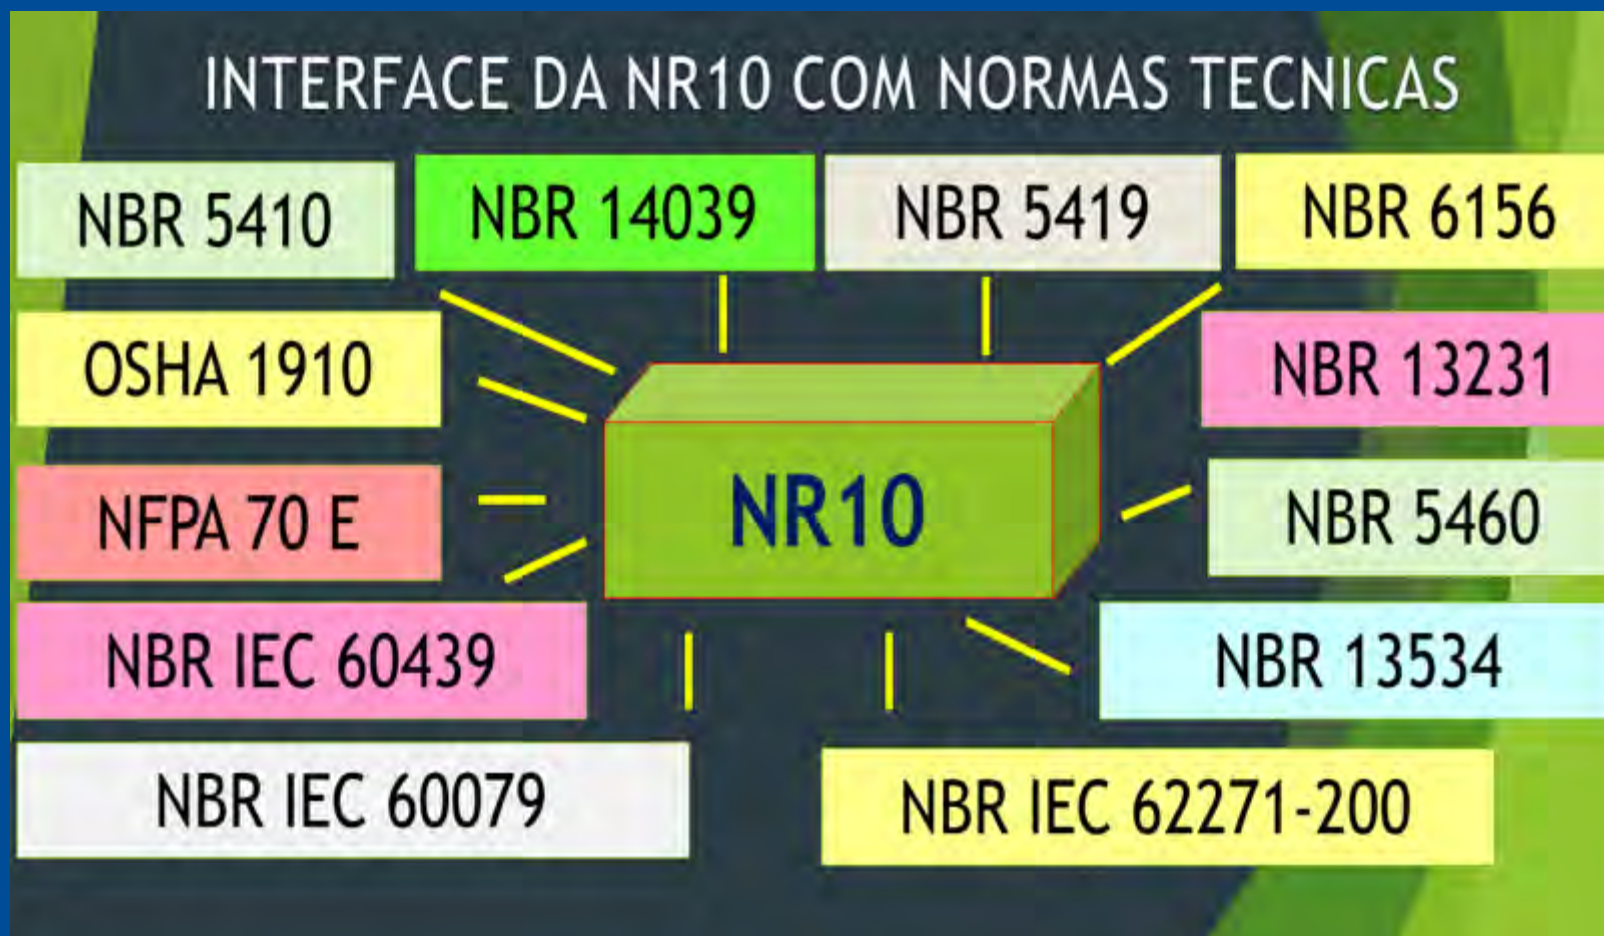 INTERFACE DA NR10 COM NORMAS TECNICAS
NBR 5410
NBR 14039
NBR 5419
NBR 6156
OSHA 1910
NBR 13231
NFPA 70 E
NR10
NBR 5460
NBR IEC 60439
NBR 13534
NBR IEC 60079
NBR IEC 62271-200